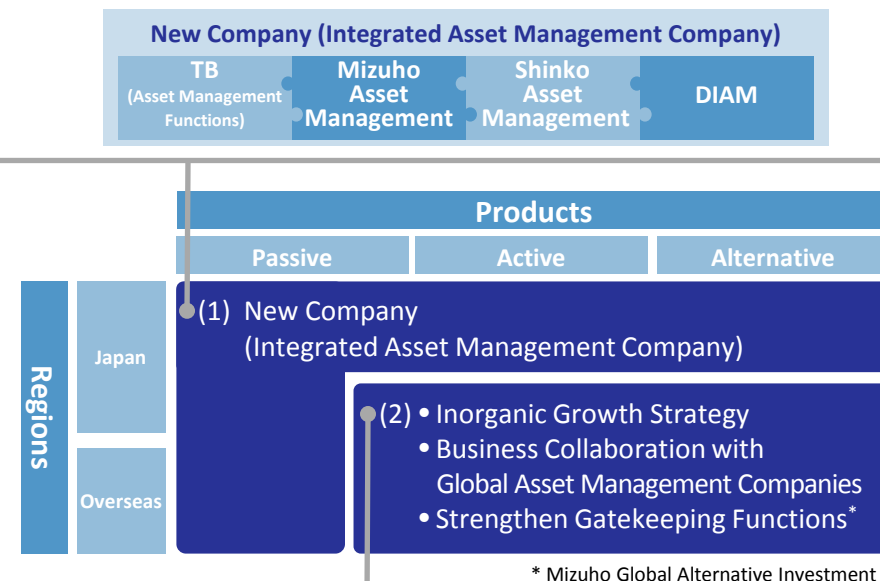 New Company (Integrated Asset Management Company)
TB
(Asset Management
Functions)
Mizuho
Asset
Management
Shinko
Asset
Management
DIAM
Products
Passive
Active
Alternative
Regions
Japan
Overseas
(1) New Company
(Integrated Asset Management Company)
(2) • Inorganic Growth Strategy
• Business Collaboration with
Global Asset Management Companies
• Strengthen Gatekeeping Functions*
* Mizuho Global Alternative Investment